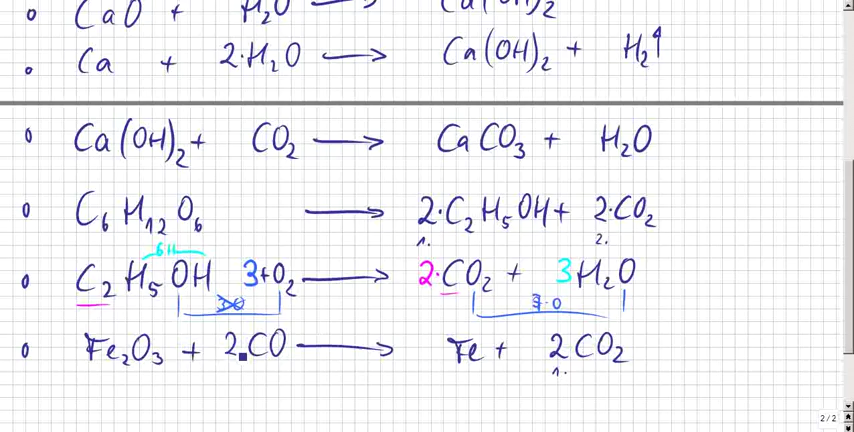 o CaO + H₂O ⟶ Ca(OH)₂
o Ca + 2·H₂O ⟶ Ca(OH)₂ + H₂↑
o Ca(OH)₂ + CO₂ ⟶ CaCO₃ + H₂O
o C₆H₁₂O₆ ⟶ 2·C₂H₅OH + 2·CO₂
1. 2.
6H
o C₂H₅OH 3+O₂ ⟶ 2·CO₂ + 3H₂O
o Fe₂O₃ + 2.CO ⟶ Fe + 2CO₂
1.
2/2